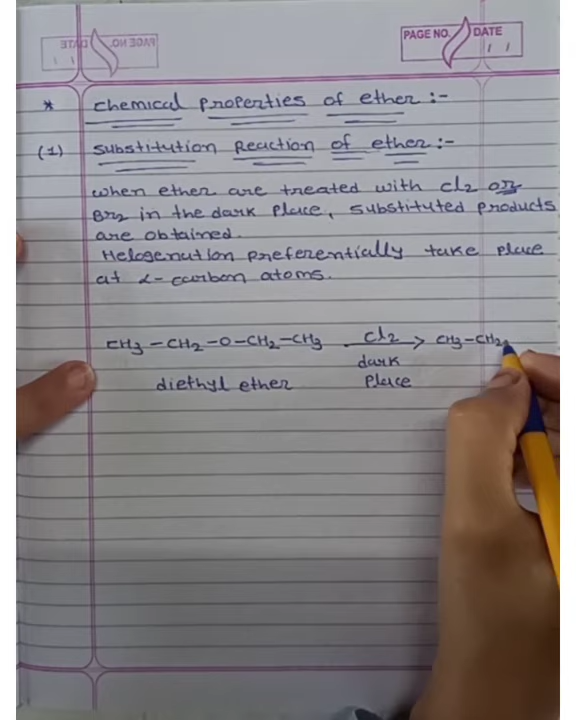 PAGE NO. DATE
/ /
* chemical properties of ether :-
(1) substitution Reaction of ether :-
when ether are treated with cl2 or
Br2 in the dark place, substituted products
are obtained.
Helogenation preferentially take place
at α- carbon atoms.
CH3 - CH2 - O - CH2 - CH3 Cl2 > CH3 - CH2
dark
diethyl ether place